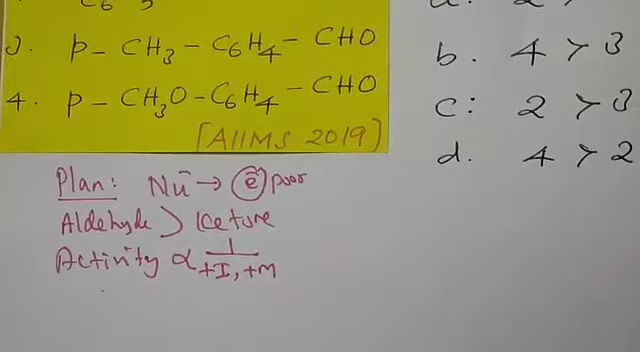 3. p - CH3 - C6H4 - CHO
4. p - CH3O - C6H4 - CHO
[AIIMS 2019]
b. 4 > 3
c: 2 > 3
d. 4 > 2
Plan: Nu⁻ → e⁻ poor
Aldehyde > Ketone
Activity ∝ 1/+I, +M